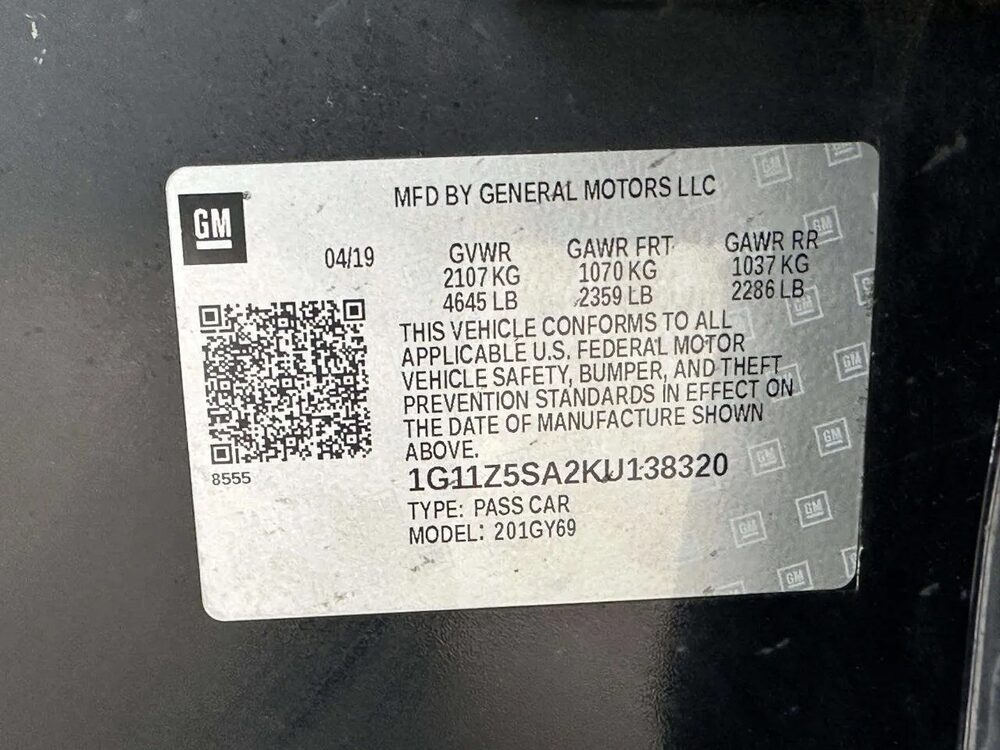 GM
MFD BY GENERAL MOTORS LLC
04/19
GVWR
2107 KG
4645 LB
GAWR FRT
1070 KG
2359 LB
GAWR RR
1037 KG
2286 LB
THIS VEHICLE CONFORMS TO ALL
APPLICABLE U.S. FEDERAL MOTOR
VEHICLE SAFETY, BUMPER, AND THEFT
PREVENTION STANDARDS IN EFFECT ON
THE DATE OF MANUFACTURE SHOWN
ABOVE.
8555
1G11Z5SA2KU138320
TYPE: PASS CAR
MODEL: 201GY69